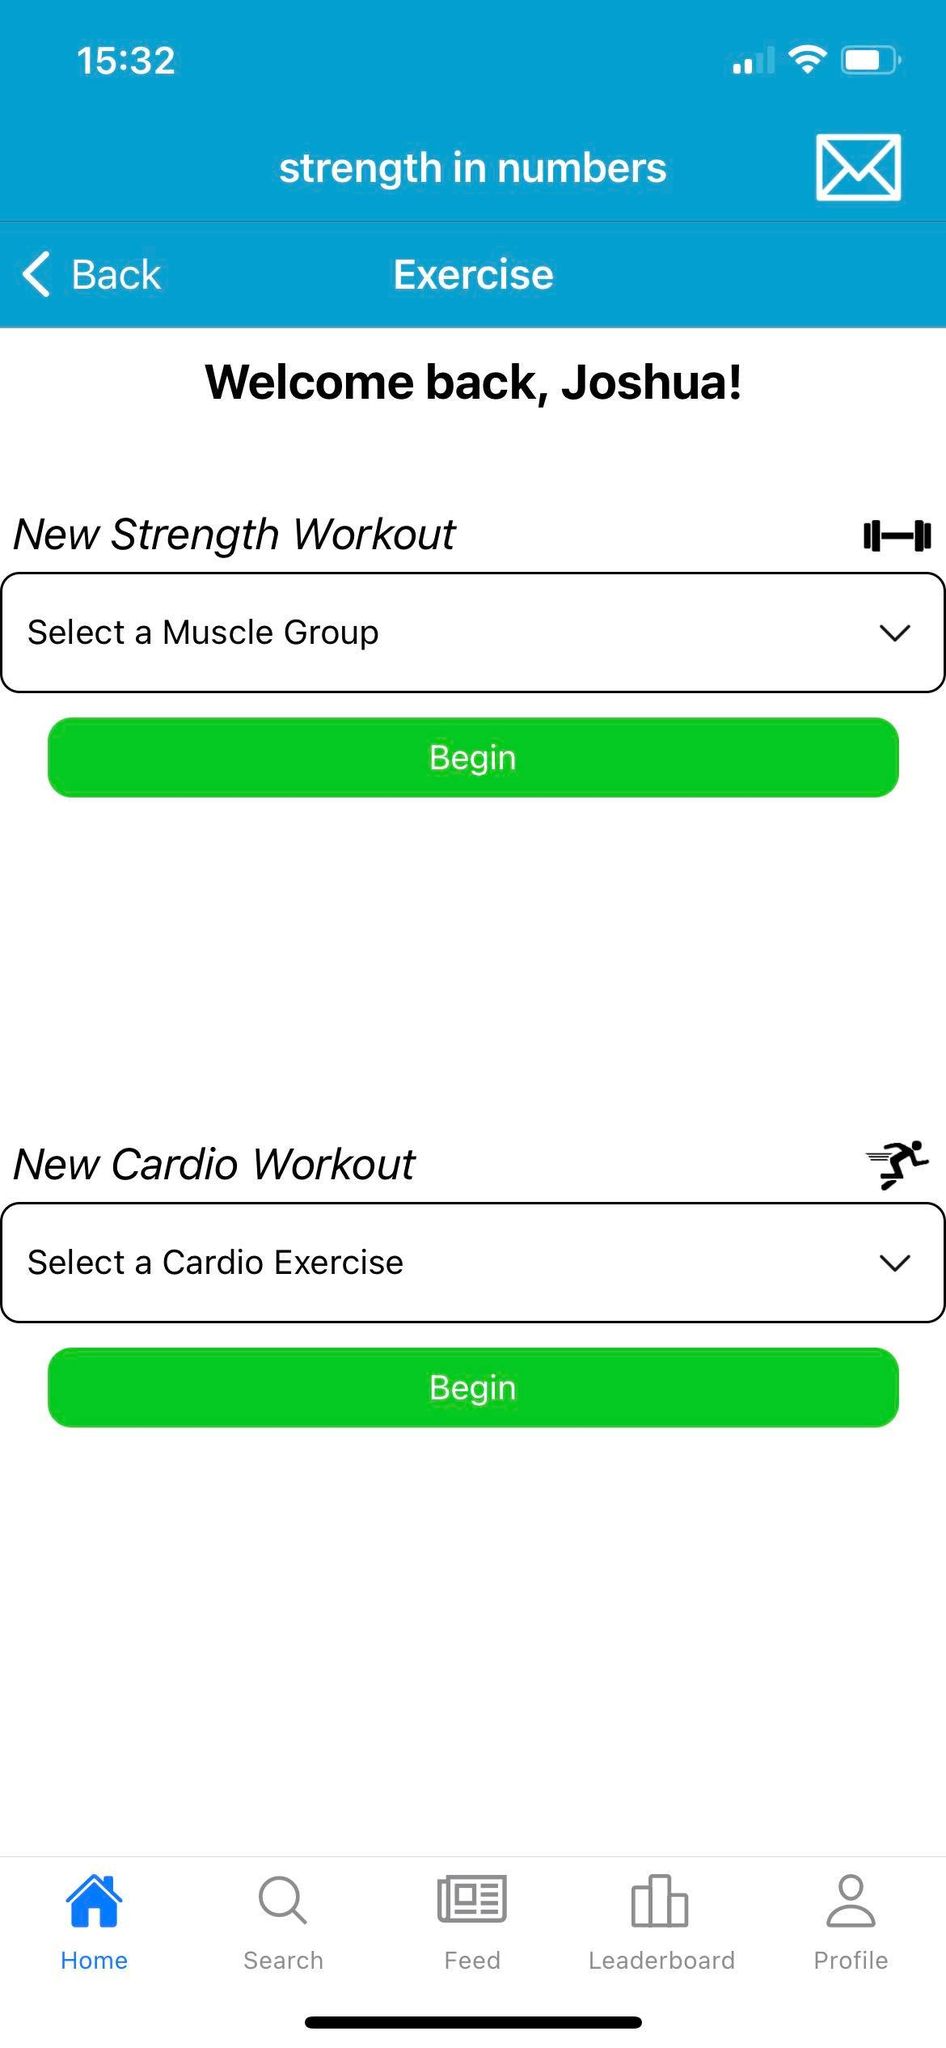 15:32
strength in numbers
Back
Exercise
Welcome back, Joshua!
New Strength Workout
Select a Muscle Group
Begin
New Cardio Workout
Select a Cardio Exercise
Begin
Home Search Feed Leaderboard Profile